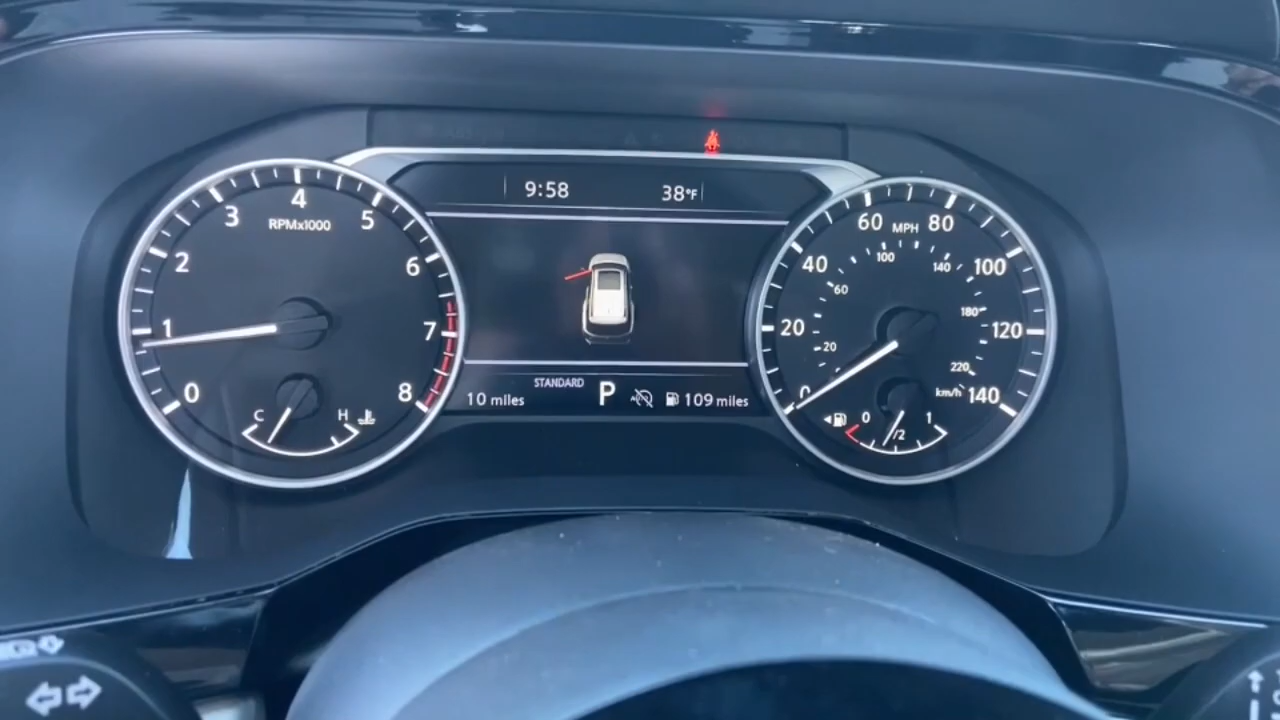 9:58 38°F
RPMx1000
0 1 2 3 4 5 6 7 8
C H
STANDARD
10 miles P 109 miles
MPH
0 20 40 60 80 100 120 140
20 60 100 140 180 220
km/h
0 1/2 1